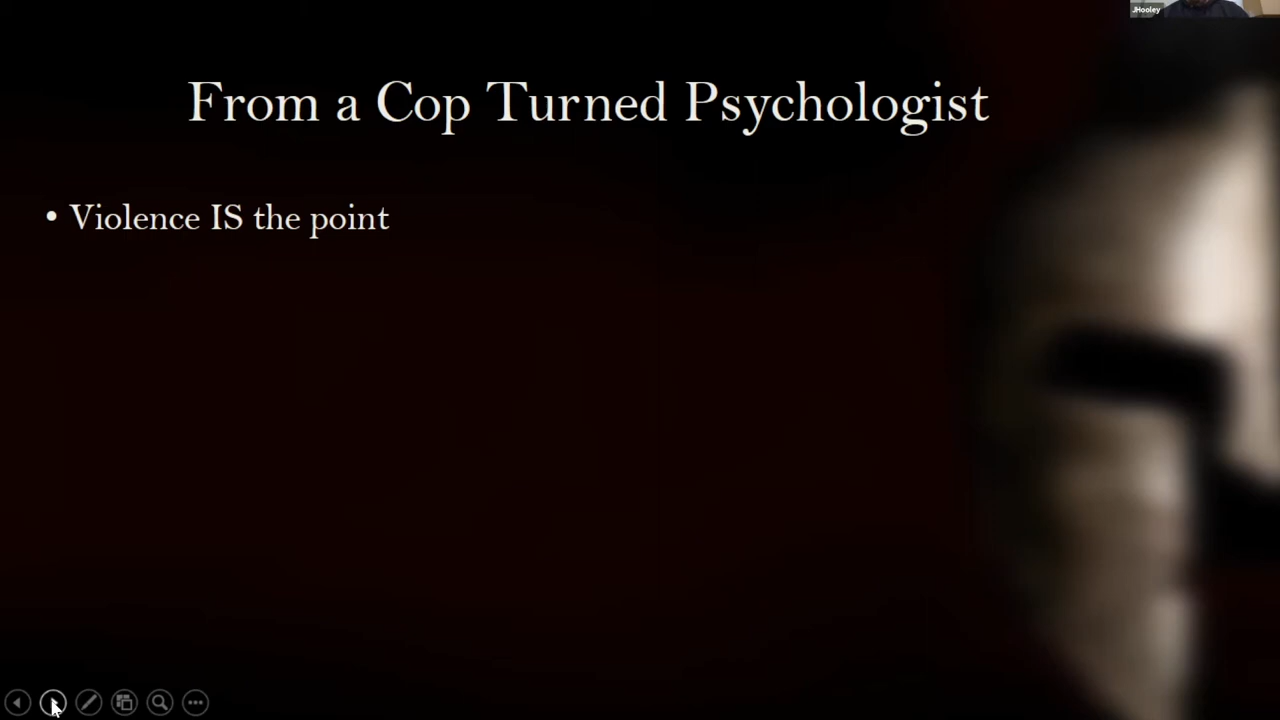 JHooley
From a Cop Turned Psychologist
• Violence IS the point